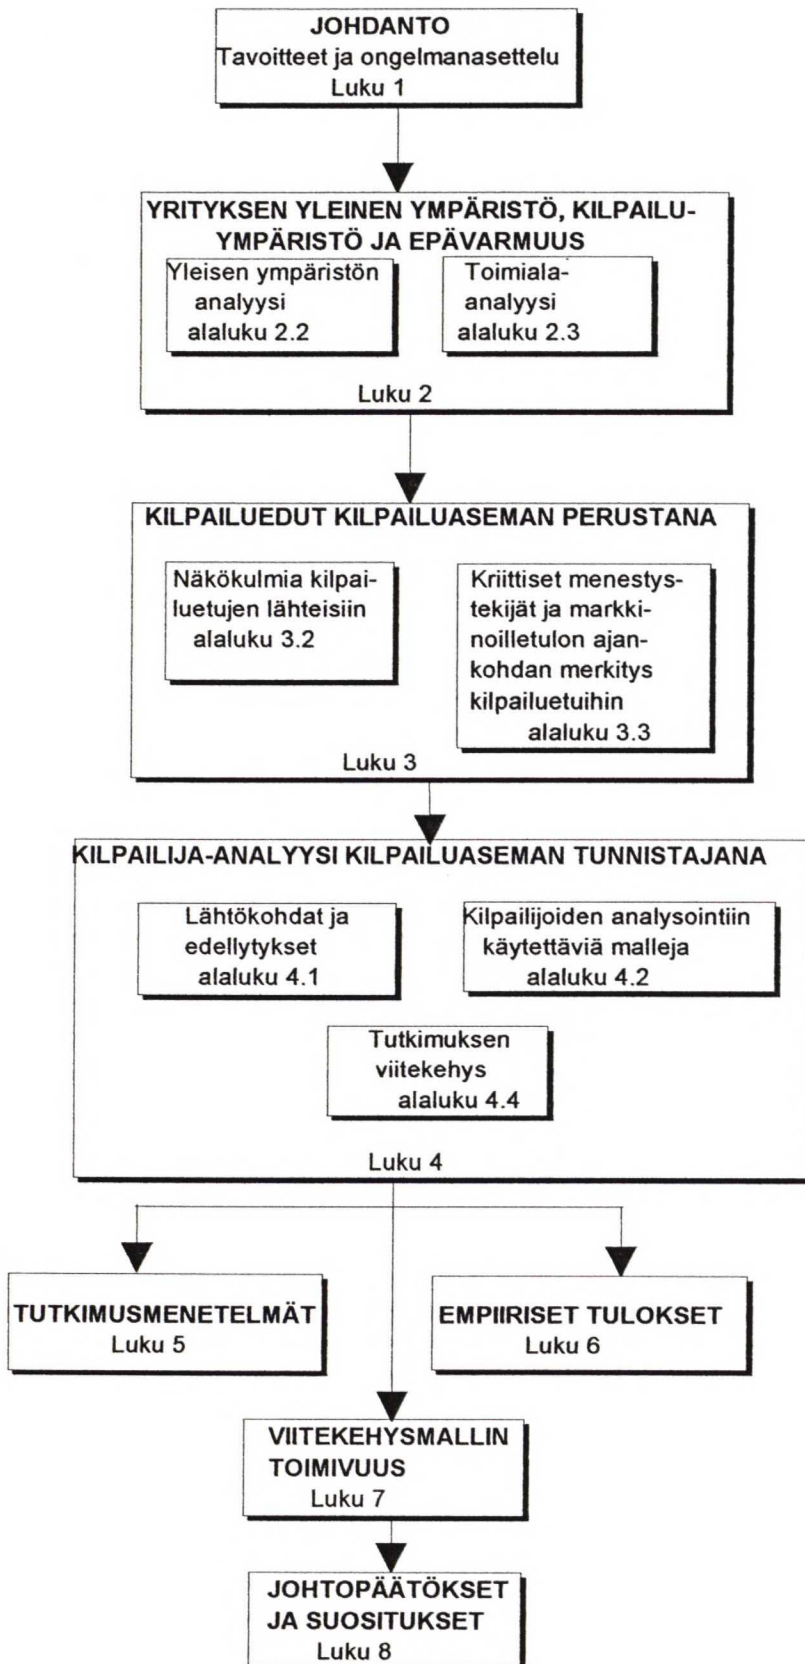 JOHDANTO
Tavoitteet ja ongelmanasettelu
Luku 1
YRITYKSEN YLEINEN YMPÄRISTÖ, KILPAILU-
YMPÄRISTÖ JA EPÄVARMUUS
Yleisen ympäristön
analyysi
alaluku 2.2
Toimiala-
analyysi
alaluku 2.3
Luku 2
KILPAILUEDUT KILPAILUASEMAN PERUSTANA
Näkökulmia kilpai-
luetujen lähteisiin
alaluku 3.2
Kriittiset menestys-
tekijät ja markki-
noilletulon ajan-
kohdan merkitys
kilpailuetuihin
alaluku 3.3
Luku 3
KILPAILIJA-ANALYYSI KILPAILUASEMAN TUNNISTAJANA
Lähtökohdat ja
edellytykset
alaluku 4.1
Kilpailijoiden analysointiin
käytettäviä malleja
alaluku 4.2
Tutkimuksen
viitekehys
alaluku 4.4
Luku 4
TUTKIMUSMENETELMÄT
Luku 5
EMPIIRISET TULOKSET
Luku 6
VIITEKEHYSMALLIN
TOIMIVUUS
Luku 7
JOHTOPÄÄTÖKSET
JA SUOSITUKSET
Luku 8